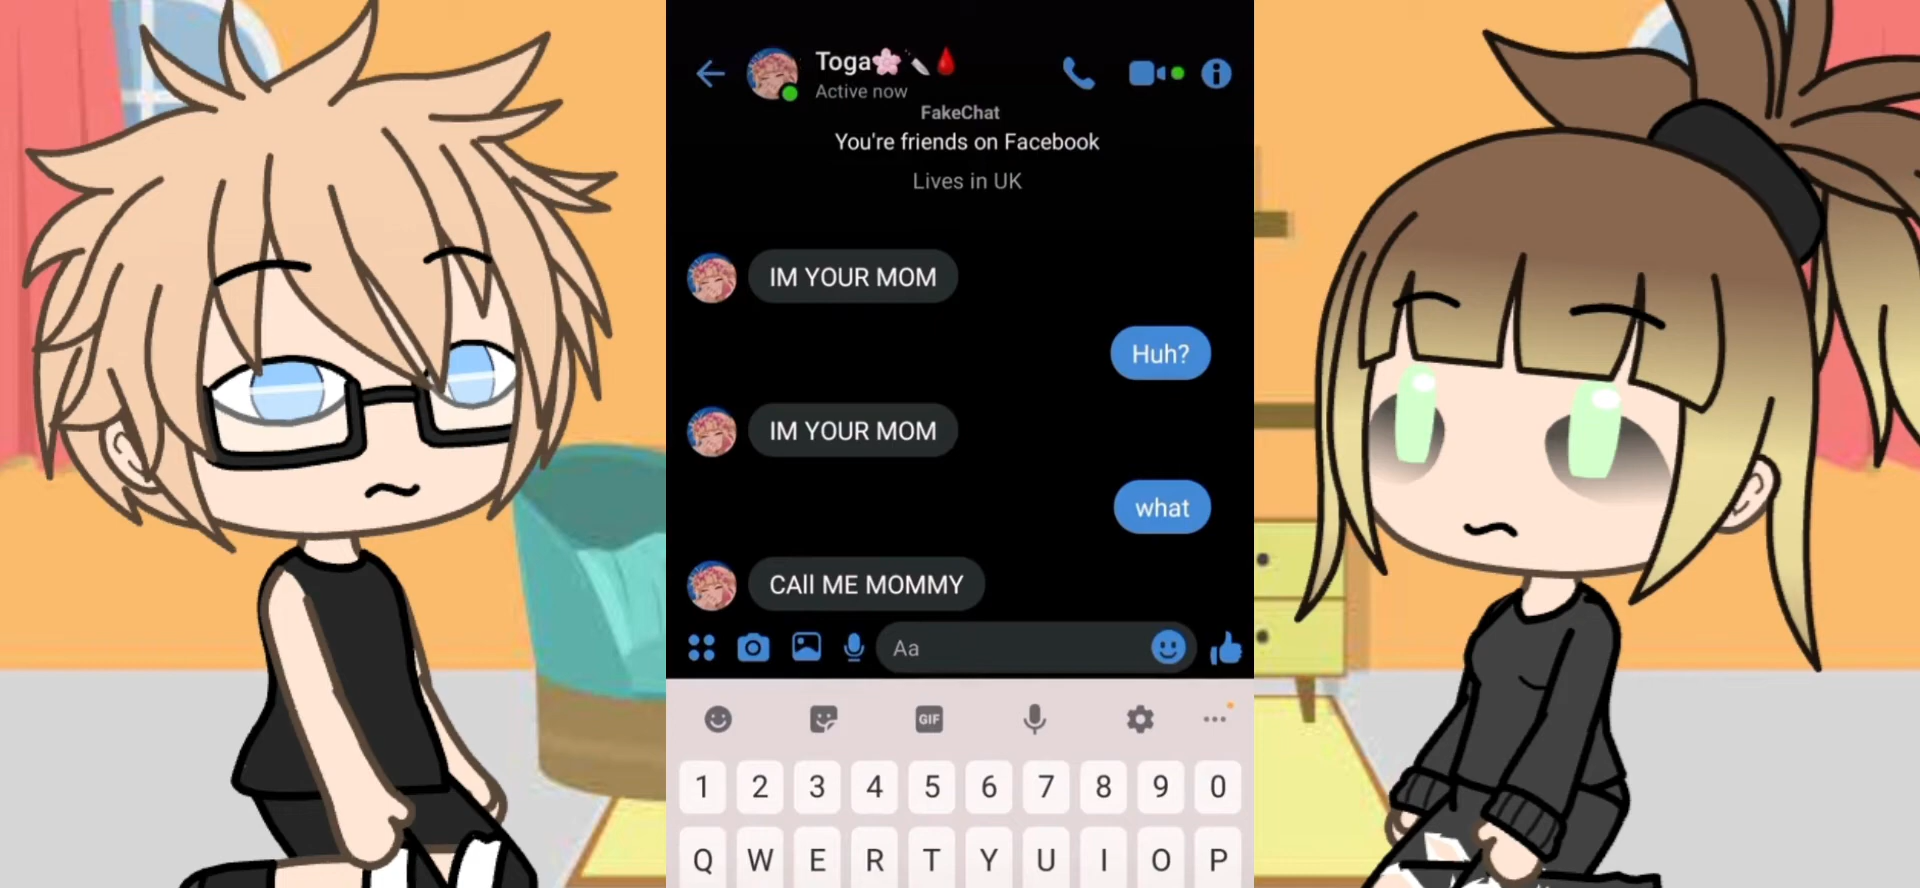 Toga🌸🔪🩸
Active now
FakeChat
You're friends on Facebook
Lives in UK
IM YOUR MOM
Huh?
IM YOUR MOM
what
CAll ME MOMMY
Aa
GIF
1 2 3 4 5 6 7 8 9 0
Q W E R T Y U I O P